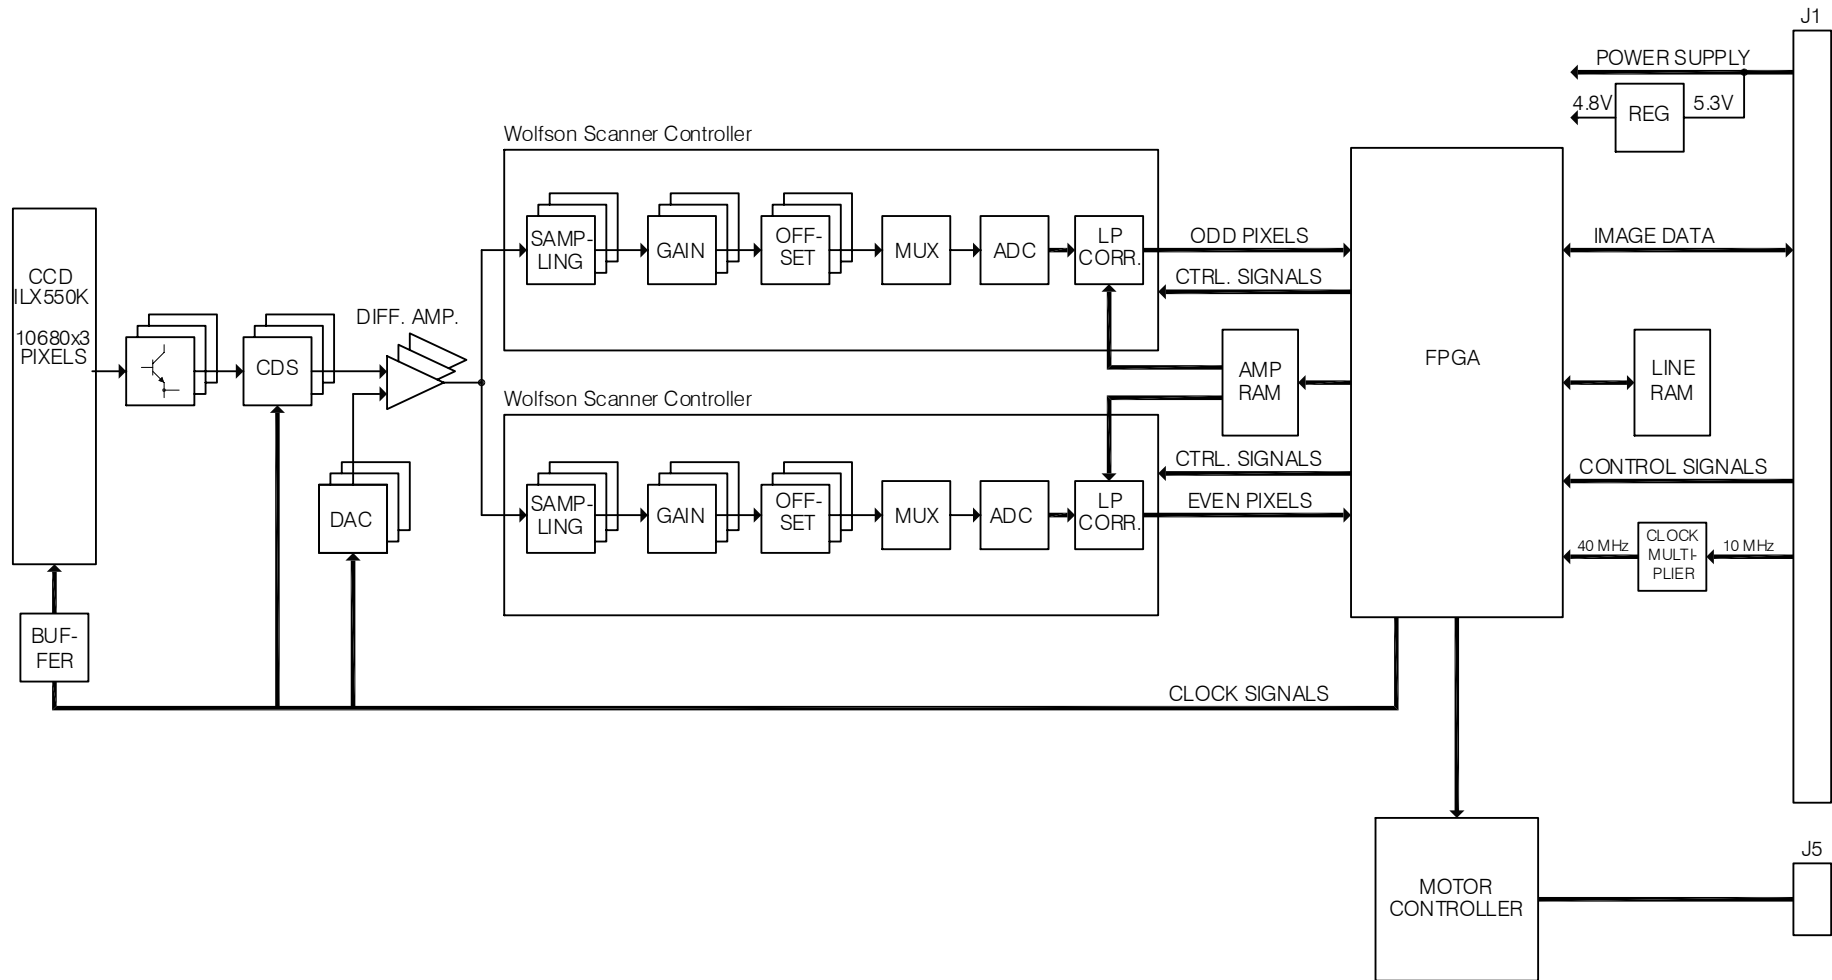 J1
POWER SUPPLY
4.8V
REG
5.3V
Wolfson Scanner Controller
SAMP-
LING
GAIN
OFF-
SET
MUX
ADC
LP
CORR.
ODD PIXELS
IMAGE DATA
CTRL. SIGNALS
CCD
ILX550K
10680x3
PIXELS
DIFF. AMP.
CDS
AMP
RAM
FPGA
LINE
RAM
Wolfson Scanner Controller
CTRL. SIGNALS
CONTROL SIGNALS
DAC
SAMP-
LING
GAIN
OFF-
SET
MUX
ADC
LP
CORR.
EVEN PIXELS
40 MHz
CLOCK
MULTI-
PLIER
10 MHz
BUF-
FER
CLOCK SIGNALS
J5
MOTOR
CONTROLLER